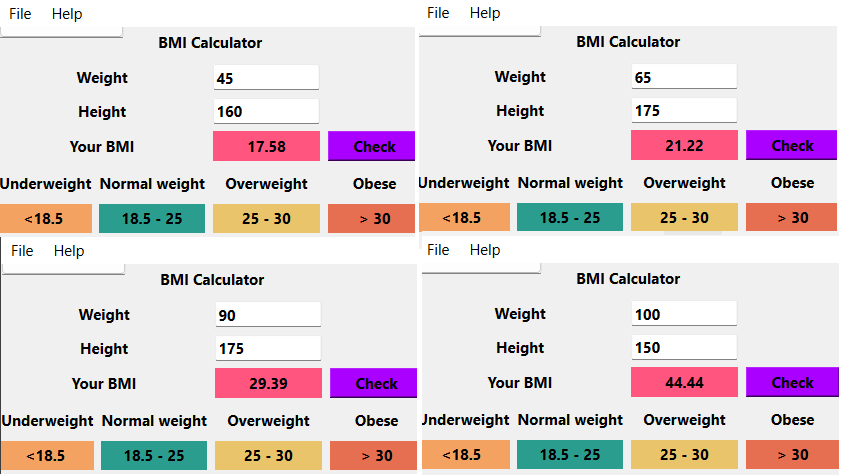 File Help
BMI Calculator
Weight 45
Height 160
Your BMI 17.58 Check
Underweight Normal weight Overweight Obese
<18.5 18.5 - 25 25 - 30 > 30
File Help
BMI Calculator
Weight 65
Height 175
Your BMI 21.22 Check
Underweight Normal weight Overweight Obese
<18.5 18.5 - 25 25 - 30 > 30
File Help
BMI Calculator
Weight 90
Height 175
Your BMI 29.39 Check
Underweight Normal weight Overweight Obese
<18.5 18.5 - 25 25 - 30 > 30
File Help
BMI Calculator
Weight 100
Height 150
Your BMI 44.44 Check
Underweight Normal weight Overweight Obese
<18.5 18.5 - 25 25 - 30 > 30